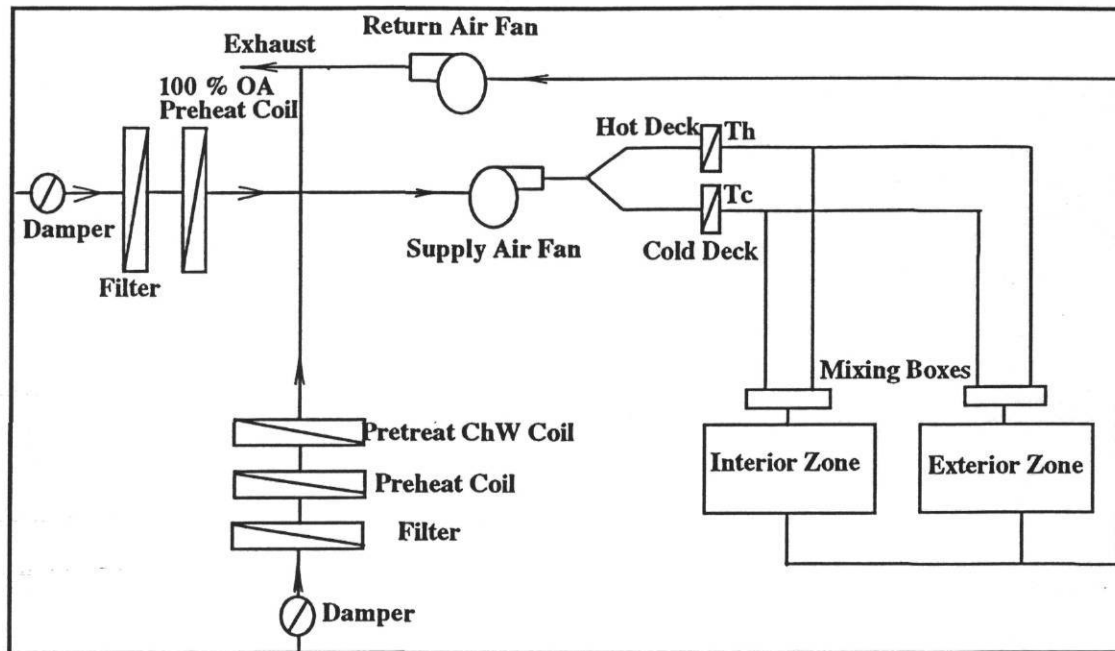 Return Air Fan
Exhaust
100 % OA
Preheat Coil
Hot Deck
Th
Damper
Filter
Supply Air Fan
Tc
Cold Deck
Mixing Boxes
Pretreat ChW Coil
Interior Zone
Exterior Zone
Preheat Coil
Filter
Damper